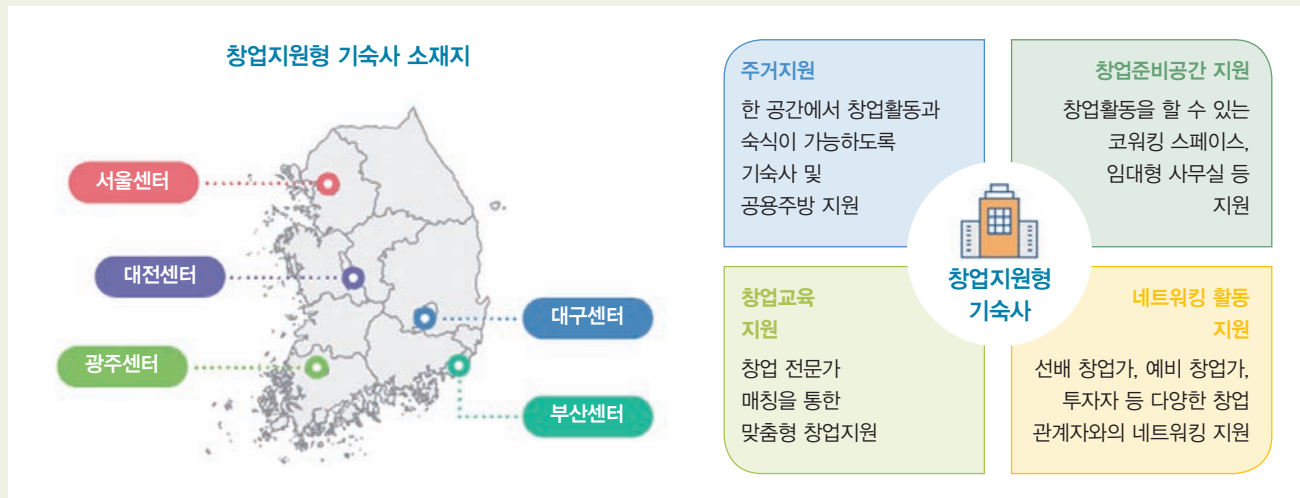 창업지원형 기숙사 소재지
서울센터
대전센터
광주센터
대구센터
부산센터
주거지원
한 공간에서 창업활동과
숙식이 가능하도록
기숙사 및
공용주방 지원
창업준비공간 지원
창업활동을 할 수 있는
코워킹 스페이스,
임대형 사무실 등
지원
창업지원형
기숙사
창업교육
지원
창업 전문가
매칭을 통한
맞춤형 창업지원
네트워킹 활동
지원
선배 창업가, 예비 창업가,
투자자 등 다양한 창업
관계자와의 네트워킹 지원